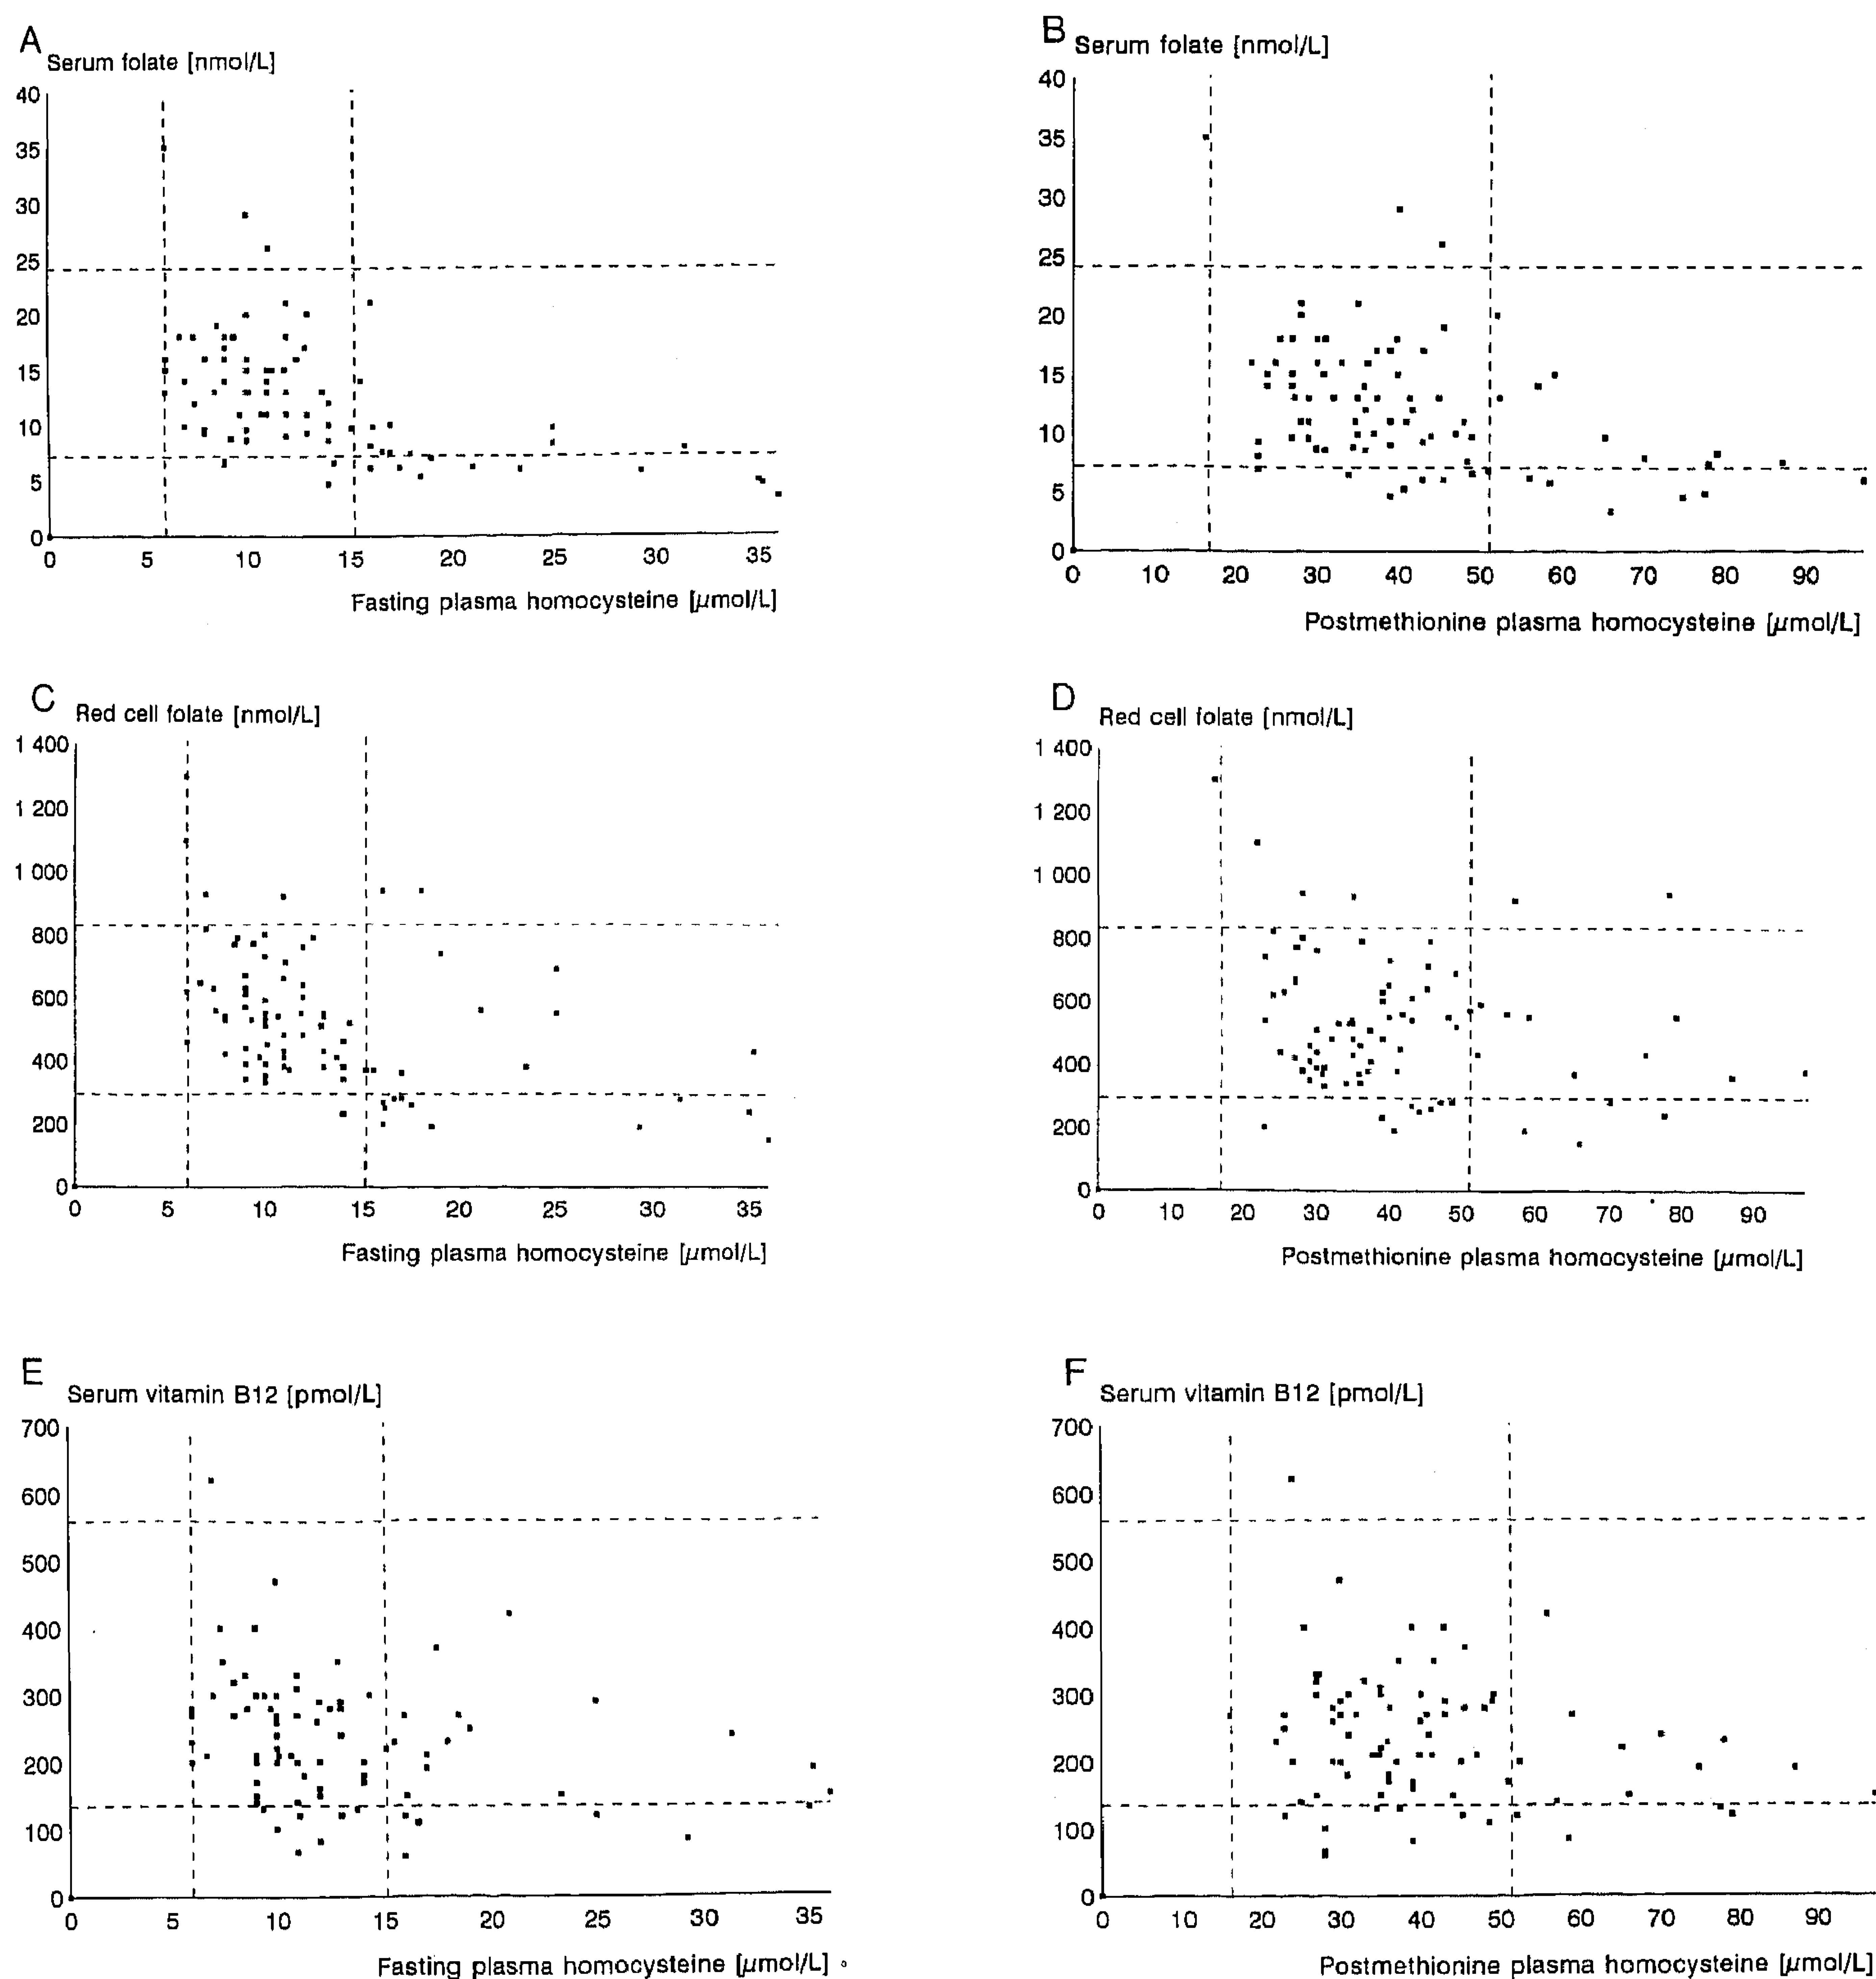 A
Serum folate [nmol/L]
40
35
30
25
20
15
10
5
0
0 5 10 15 20 25 30 35
Fasting plasma homocysteine [µmol/L]
B
Serum folate [nmol/L]
40
35
30
25
20
15
10
5
0
0 10 20 30 40 50 60 70 80 90
Postmethionine plasma homocysteine [µmol/L]
C
Red cell folate [nmol/L]
1 400
1 200
1 000
800
600
400
200
0
0 5 10 15 20 25 30 35
Fasting plasma homocysteine [µmol/L]
D
Red cell folate [nmol/L]
1 400
1 200
1 000
800
600
400
200
0
0 10 20 30 40 50 60 70 80 90
Postmethionine plasma homocysteine [µmol/L]
E
Serum vitamin B12 [pmol/L]
700
600
500
400
300
200
100
0
0 5 10 15 20 25 30 35
Fasting plasma homocysteine [µmol/L]
F
Serum vitamin B12 [pmol/L]
700
600
500
400
300
200
100
0
0 10 20 30 40 50 60 70 80 90
Postmethionine plasma homocysteine [µmol/L]